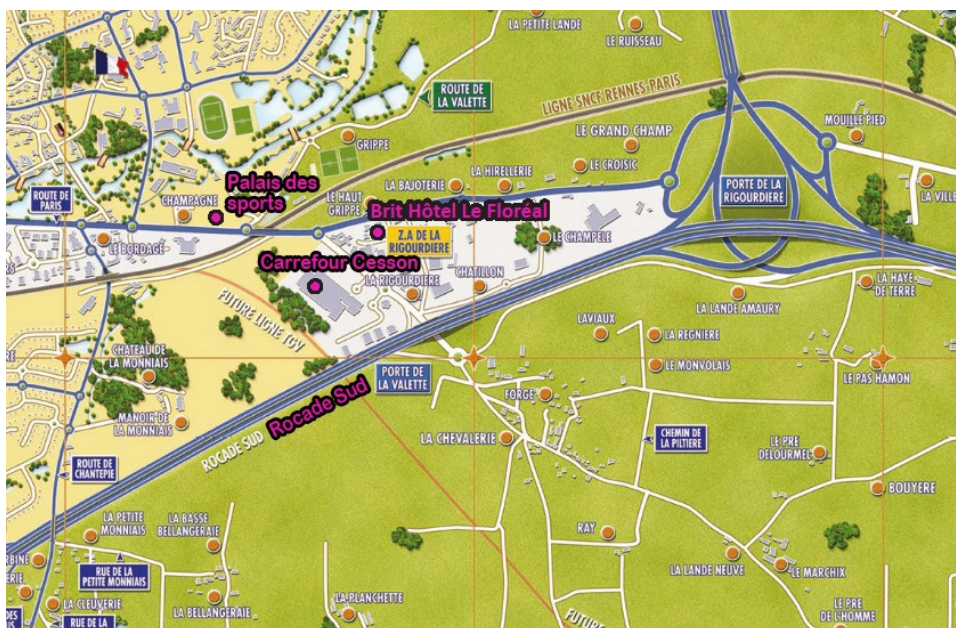 LA PETITE LANDE
LE RUISSEAU
ROUTE DE
LA VALETTE
LIGNE SNCF RENNES-PARIS
LE GRAND CHAMP
MOUILLE PIED
GRIPPE
LE CROISIC
LA HIRELLERIE
LA BAJOTERIE
LE HAUT
GRIPPE
PORTE DE LA
RIGOURDIERE
LA VILLE
Palais des
sports
CHAMPAGNE
ROUTE DE
PARIS
LE BORDAGE
Brit Hôtel Le Floréal
Z.A DE LA
RIGOURDIERE
LE CHAMPELE
Carrefour Cesson
LA RIGOURDIERE
CHATILLON
LA HAYE
DE TERRE
LA LANDE AMAURY
FUTURE LIGNE TGV
LAVIAUX
LA REGNIERE
CHATEAU DE
LA MONNIAIS
PORTE DE
LA VALETTE
LE MONVOLAIS
LE PAS HAMON
FORGE
MANOIR DE
LA MONNIAIS
ROCADE SUD
Rocade Sud
LA CHEVALERIE
CHEMIN DE
LA PILTIERE
LE PRE
DELOURMEL
ROUTE DE
CHANTEPIE
BOUYERE
LA PETITE
MONNIAIS
LA BASSE
BELLANGERAIE
RAY
LA LANDE NEUVE
LE MARCHIX
RUE DE LA
PETITE MONNIAIS
LA CLEUVERIE
LA BELLANGERAIE
LA PLANCHETTE
FUTURE
LE PRE
DE L'HOMME
RUE DE LA